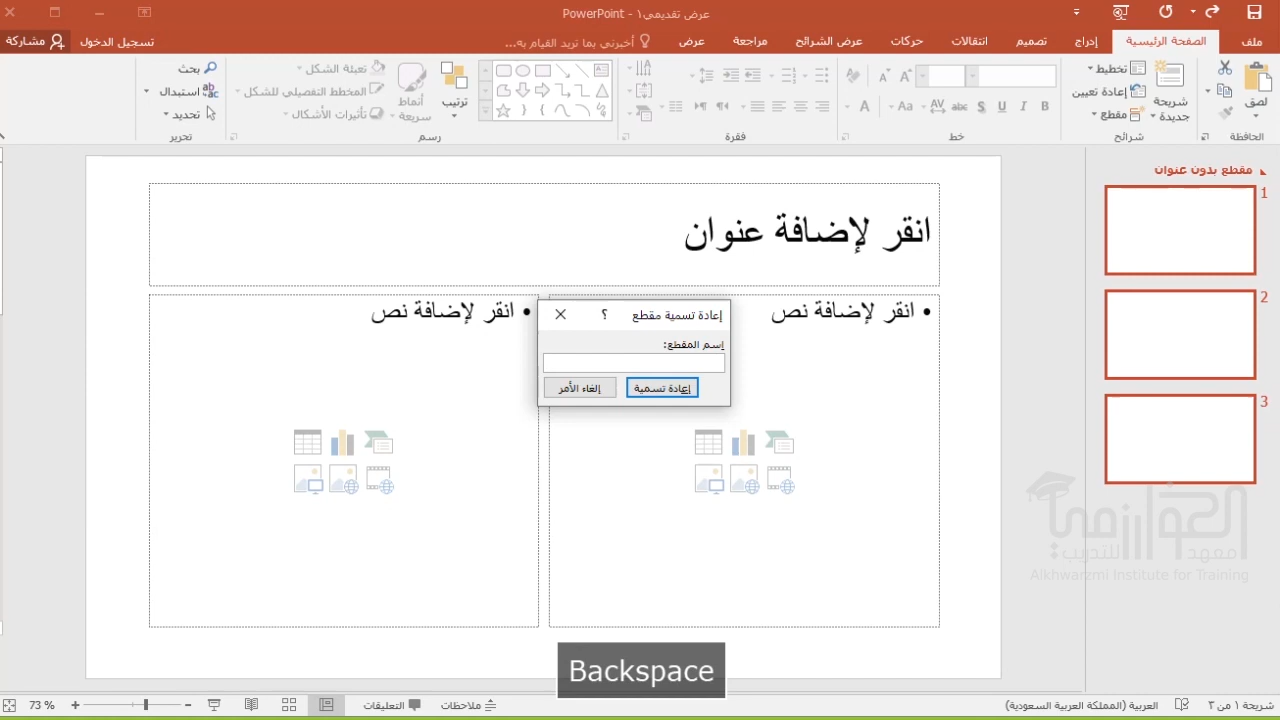 عرض تقديمي١ - PowerPoint
ملف
الصفحة الرئيسية
إدراج
تصميم
انتقالات
حركات
عرض الشرائح
مراجعة
عرض
أخبرني بما تريد القيام به...
تسجيل الدخول
مشاركة
لصق
الحافظة
شريحة جديدة
تخطيط
إعادة تعيين
مقطع
شرائح
خط
فقرة
ترتيب
أنماط سريعة
تعبئة الشكل
المخطط التفصيلي للشكل
تأثيرات الأشكال
رسم
بحث
استبدال
تحديد
تحرير
مقطع بدون عنوان
1
2
3
انقر لإضافة عنوان
• انقر لإضافة نص
• انقر لإضافة نص
إعادة تسمية مقطع
؟
إسم المقطع:
إعادة تسمية
إلغاء الأمر
الخوارزمي
معهد للتدريب
Alkhwarzmi Institute for Training
Backspace
شريحة ١ من ٣
العربية (المملكة العربية السعودية)
ملاحظات
التعليقات
73 %